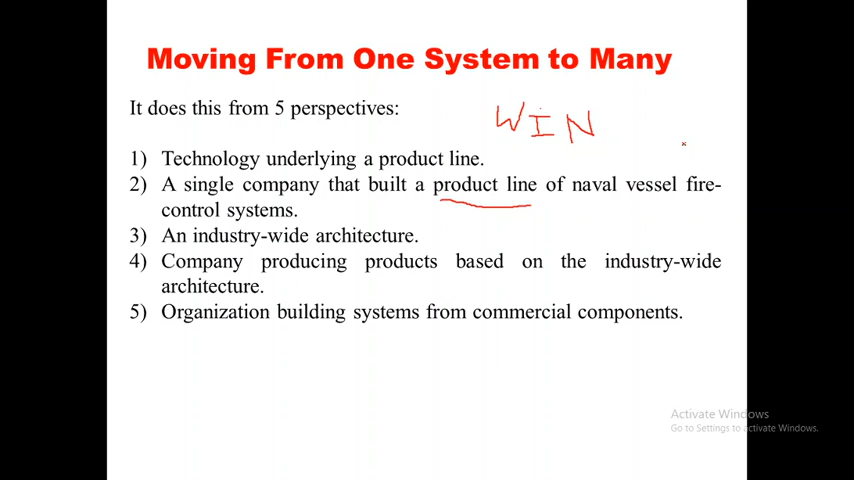 Moving From One System to Many
It does this from 5 perspectives:
WIN
1) Technology underlying a product line.
2) A single company that built a product line of naval vessel fire-
control systems.
3) An industry-wide architecture.
4) Company producing products based on the industry-wide
architecture.
5) Organization building systems from commercial components.
Activate Windows
Go to Settings to activate Windows.